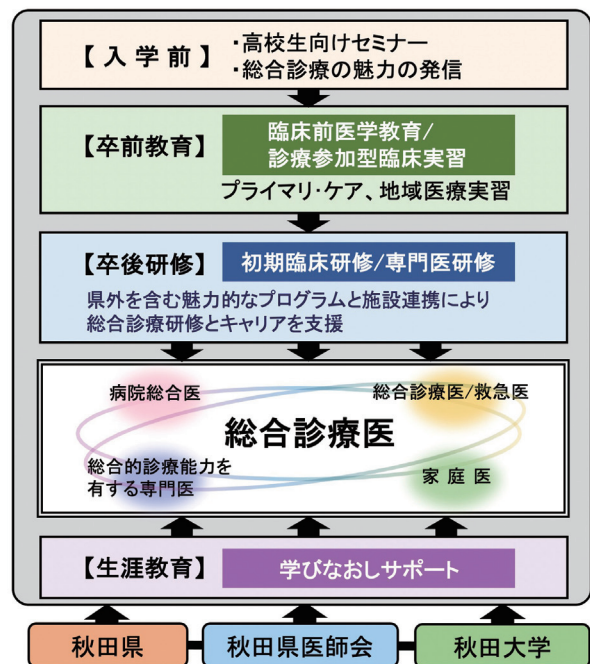 【入学前】
・高校生向けセミナー
・総合診療の魅力の発信
【卒前教育】
臨床前医学教育/
診療参加型臨床実習
プライマリ・ケア、地域医療実習
【卒後研修】
初期臨床研修/専門医研修
県外を含む魅力的なプログラムと施設連携により
総合診療研修とキャリアを支援
病院総合医
総合診療医/救急医
総合診療医
総合的診療能力を
有する専門医
家庭医
【生涯教育】
学びなおしサポート
秋田県
秋田県医師会
秋田大学